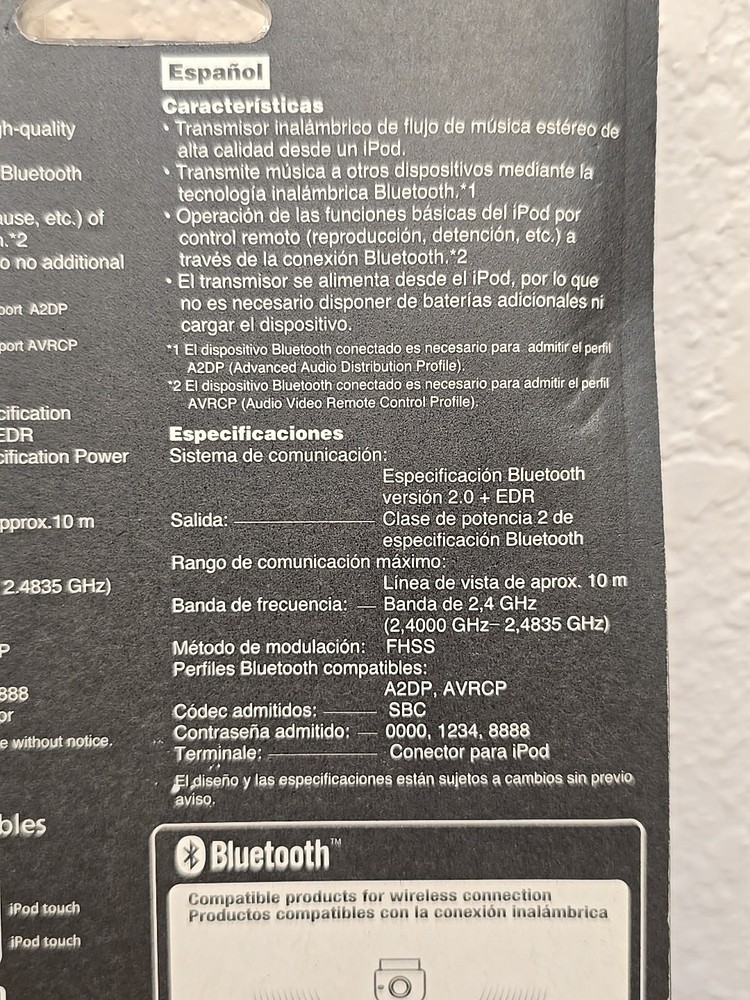 gh-quality
Bluetooth
ause, etc.) of
n.*2
o no additional
port A2DP
port AVRCP
cification
EDR
cification Power
pprox.10 m
2.4835 GHz)
P
888
or
e without notice.
bles
iPod touch
iPod touch
Español
Características
• Transmisor inalámbrico de flujo de música estéreo de
alta calidad desde un iPod.
• Transmite música a otros dispositivos mediante la
tecnología inalámbrica Bluetooth.*1
• Operación de las funciones básicas del iPod por
control remoto (reproducción, detención, etc.) a
través de la conexión Bluetooth.*2
• El transmisor se alimenta desde el iPod, por lo que
no es necesario disponer de baterías adicionales ni
cargar el dispositivo.
*1 El dispositivo Bluetooth conectado es necesario para admitir el perfil
A2DP (Advanced Audio Distribution Profile).
*2 El dispositivo Bluetooth conectado es necesario para admitir el perfil
AVRCP (Audio Video Remote Control Profile).
Especificaciones
Sistema de comunicación:
Especificación Bluetooth
versión 2.0 + EDR
Salida: Clase de potencia 2 de
especificación Bluetooth
Rango de comunicación máximo:
Línea de vista de aprox. 10 m
Banda de frecuencia: Banda de 2,4 GHz
(2,4000 GHz– 2,4835 GHz)
Método de modulación: FHSS
Perfiles Bluetooth compatibles:
A2DP, AVRCP
Códec admitidos: SBC
Contraseña admitido: 0000, 1234, 8888
Terminale: Conector para iPod
El diseño y las especificaciones están sujetos a cambios sin previo
aviso.
Bluetooth™
Compatible products for wireless connection
Productos compatibles con la conexión inalámbrica